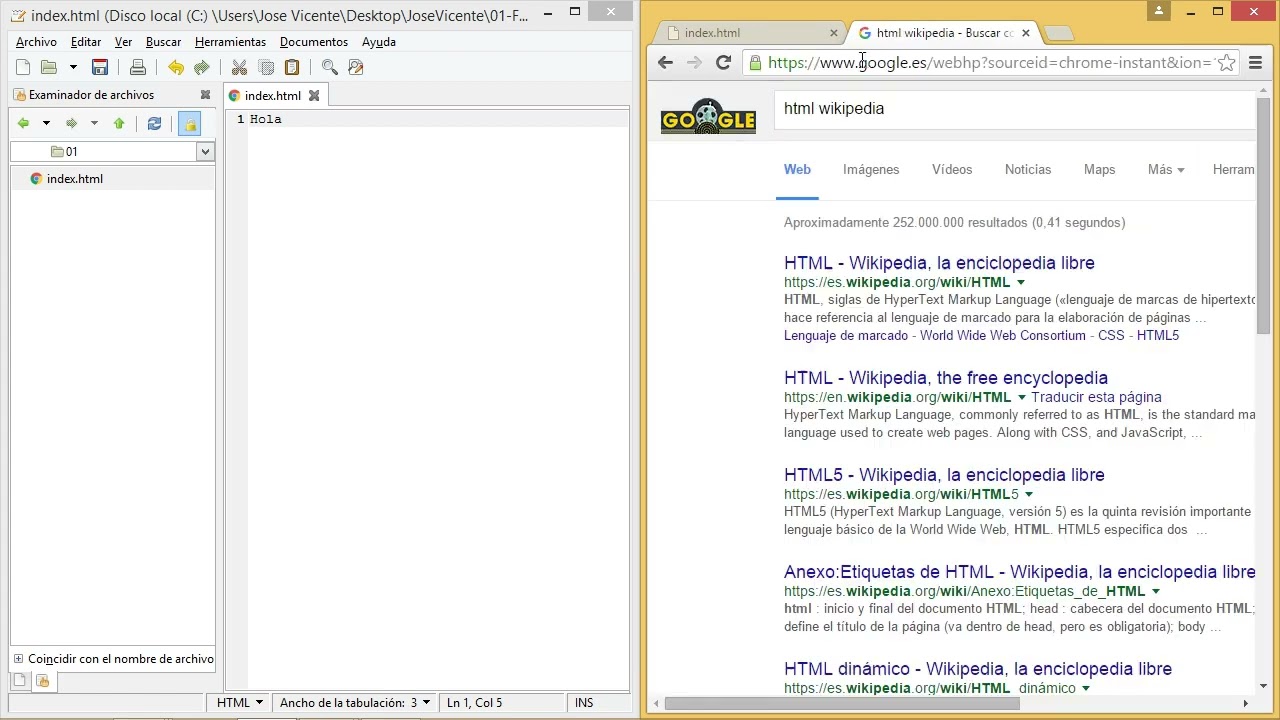 index.html (Disco local (C:) \Users\Jose Vicente\Desktop\JoseVicente\01-F...
Archivo Editar Ver Buscar Herramientas Documentos Ayuda
Examinador de archivos
01
index.html
Coincidir con el nombre de archivo
index.html
1 Hola
HTML Ancho de la tabulación: 3 Ln 1, Col 5 INS
index.html
html wikipedia - Buscar co
https://www.google.es/webhp?sourceid=chrome-instant&ion=1
GOOGLE
html wikipedia
Web Imágenes Vídeos Noticias Maps Más Herram
Aproximadamente 252.000.000 resultados (0,41 segundos)
HTML - Wikipedia, la enciclopedia libre
https://es.wikipedia.org/wiki/HTML
HTML, siglas de HyperText Markup Language («lenguaje de marcas de hipertexto
hace referencia al lenguaje de marcado para la elaboración de páginas ...
Lenguaje de marcado - World Wide Web Consortium - CSS - HTML5
HTML - Wikipedia, the free encyclopedia
https://en.wikipedia.org/wiki/HTML Traducir esta página
HyperText Markup Language, commonly referred to as HTML, is the standard ma
language used to create web pages. Along with CSS, and JavaScript, ...
HTML5 - Wikipedia, la enciclopedia libre
https://es.wikipedia.org/wiki/HTML5
HTML5 (HyperText Markup Language, versión 5) es la quinta revisión importante
lenguaje básico de la World Wide Web, HTML. HTML5 especifica dos ...
Anexo:Etiquetas de HTML - Wikipedia, la enciclopedia libre
https://es.wikipedia.org/wiki/Anexo:Etiquetas_de_HTML
html : inicio y final del documento HTML; head : cabecera del documento HTML;
define el título de la página (va dentro de head, pero es obligatoria); body ...
HTML dinámico - Wikipedia, la enciclopedia libre
https://es.wikipedia.org/wiki/HTML_dinámico